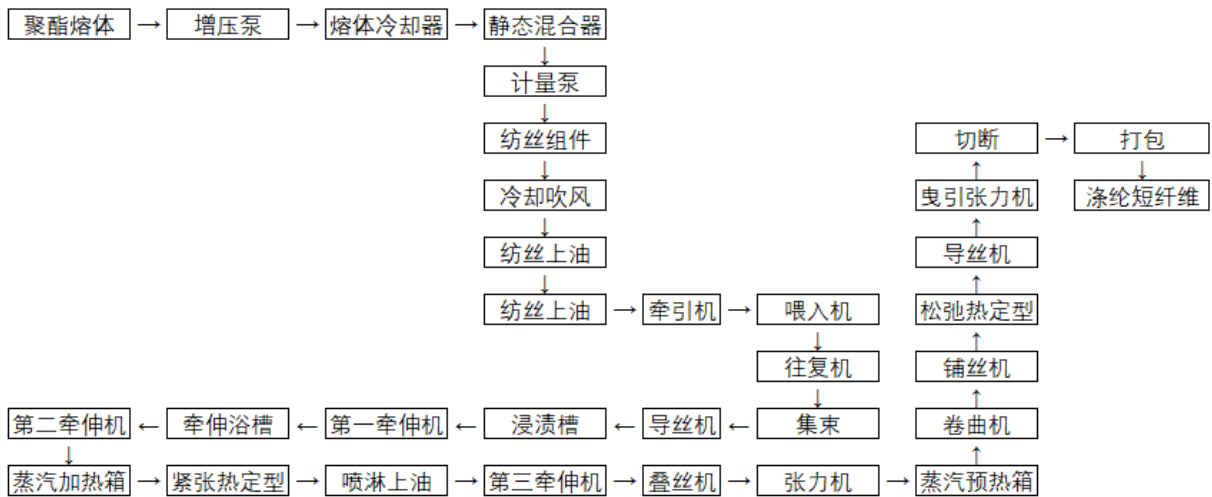 聚酯熔体 → 增压泵 → 熔体冷却器 → 静态混合器
↓
计量泵
↓
纺丝组件
↓
冷却吹风
↓
纺丝上油
↓
纺丝上油 → 牵引机 → 喂入机
↓
往复机
↓
集束
← 导丝机
← 浸渍槽
← 第一牵伸机
← 牵伸浴槽
← 第二牵伸机
↓
蒸汽加热箱 → 紧张热定型 → 喷淋上油 → 第三牵伸机 → 叠丝机 → 张力机 → 蒸汽预热箱
↑
卷曲机
↑
铺丝机
↑
松弛热定型
↑
导丝机
↑
曳引张力机
↑
切断 → 打包
↓
涤纶短纤维